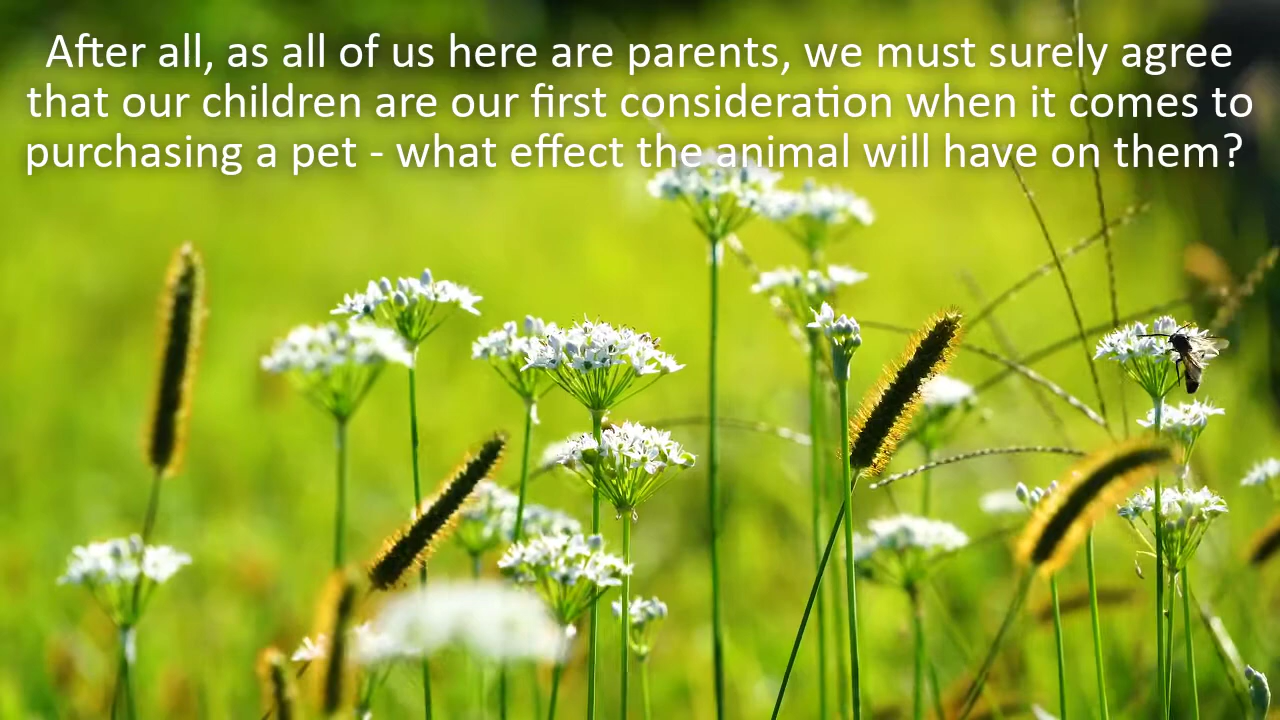 After all, as all of us here are parents, we must surely agree
that our children are our first consideration when it comes to
purchasing a pet - what effect the animal will have on them?